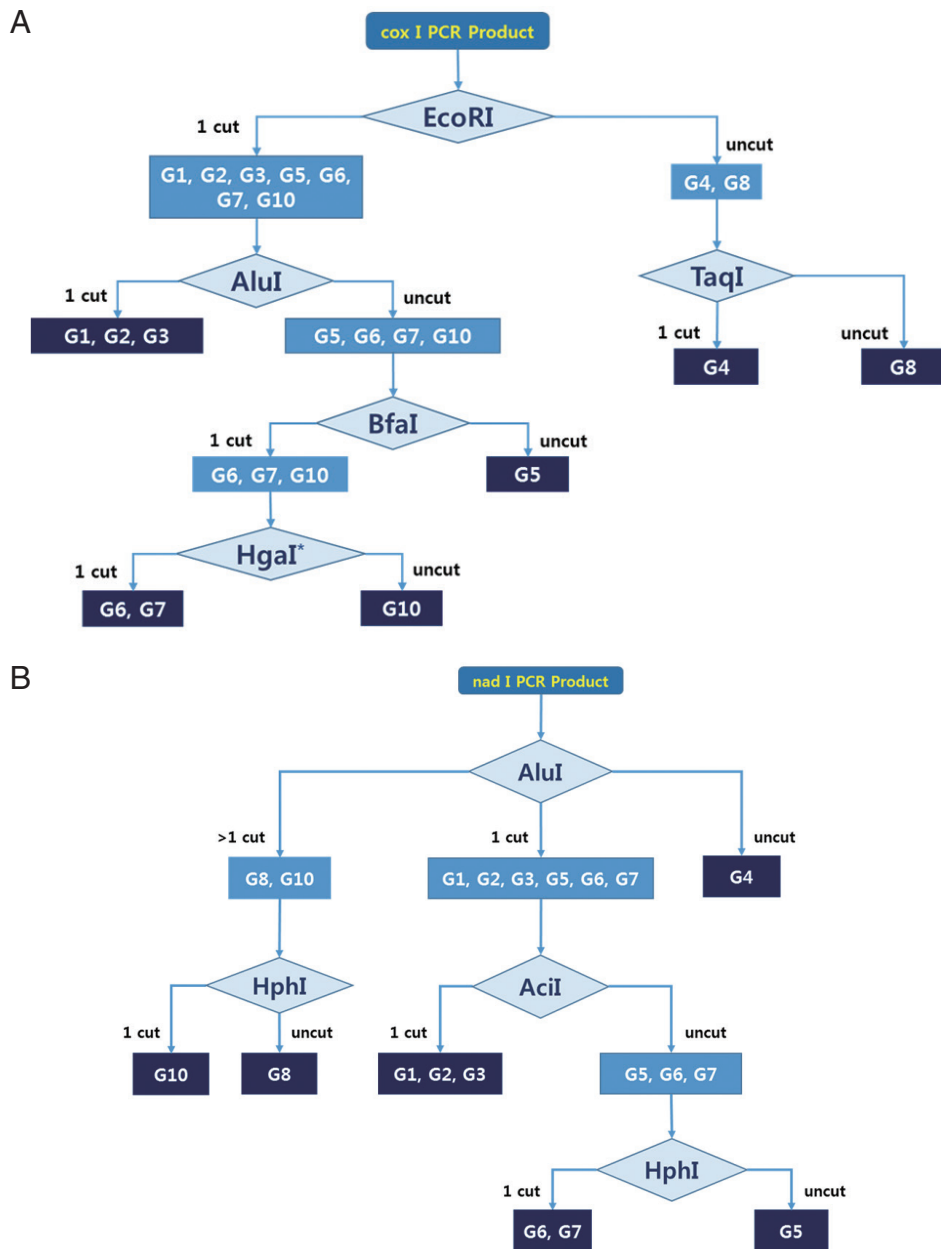 A
cox I PCR Product
EcoRI
1 cut
uncut
G1, G2, G3, G5, G6,
G7, G10
G4, G8
AluI
TaqI
1 cut
uncut
1 cut
uncut
G1, G2, G3
G5, G6, G7, G10
G4
G8
BfaI
1 cut
uncut
G6, G7, G10
G5
HgaI*
1 cut
uncut
G6, G7
G10
B
nad I PCR Product
AluI
>1 cut
1 cut
uncut
G8, G10
G1, G2, G3, G5, G6, G7
G4
HphI
AciI
1 cut
uncut
1 cut
uncut
G10
G8
G1, G2, G3
G5, G6, G7
HphI
1 cut
uncut
G6, G7
G5